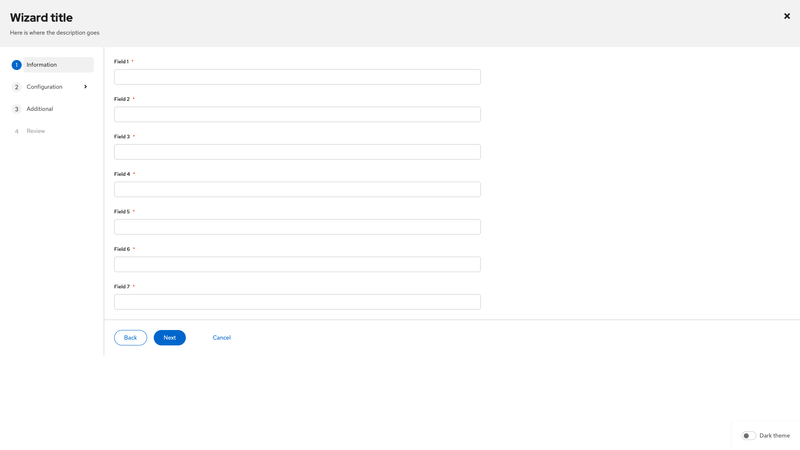 Wizard title
Here is where the description goes
1 Information
2 Configuration
3 Additional
4 Review
Field 1 *
Field 2 *
Field 3 *
Field 4 *
Field 5 *
Field 6 *
Field 7 *
Back Next Cancel
Dark theme